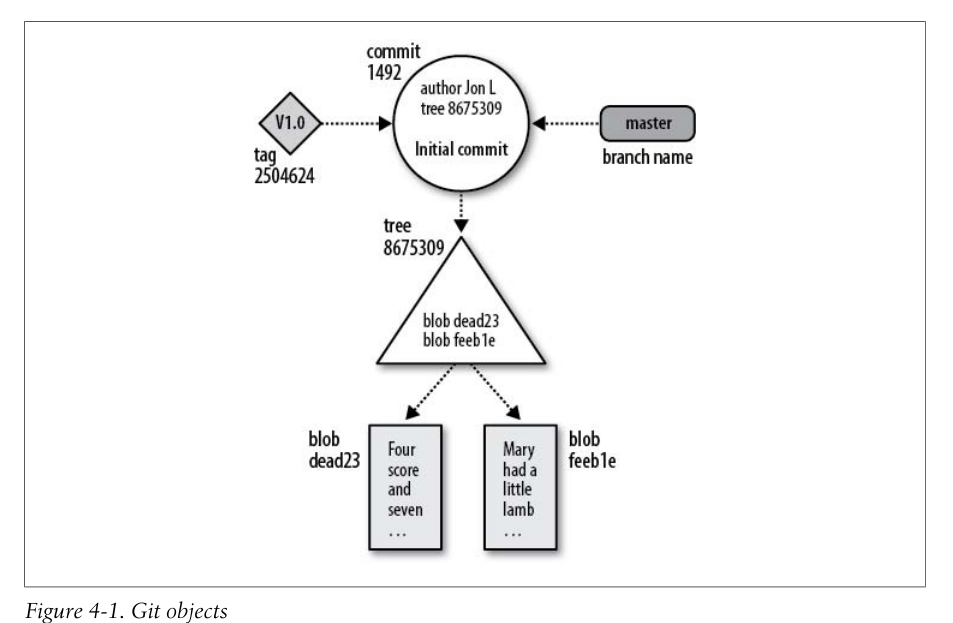 commit
1492
author Jon L
tree 8675309
Initial commit
V1.0
tag
2504624
master
branch name
tree
8675309
blob dead23
blob feeb1e
blob
dead23
Four
score
and
seven
...
Mary
had a
little
lamb
...
blob
feeb1e
Figure 4-1. Git objects